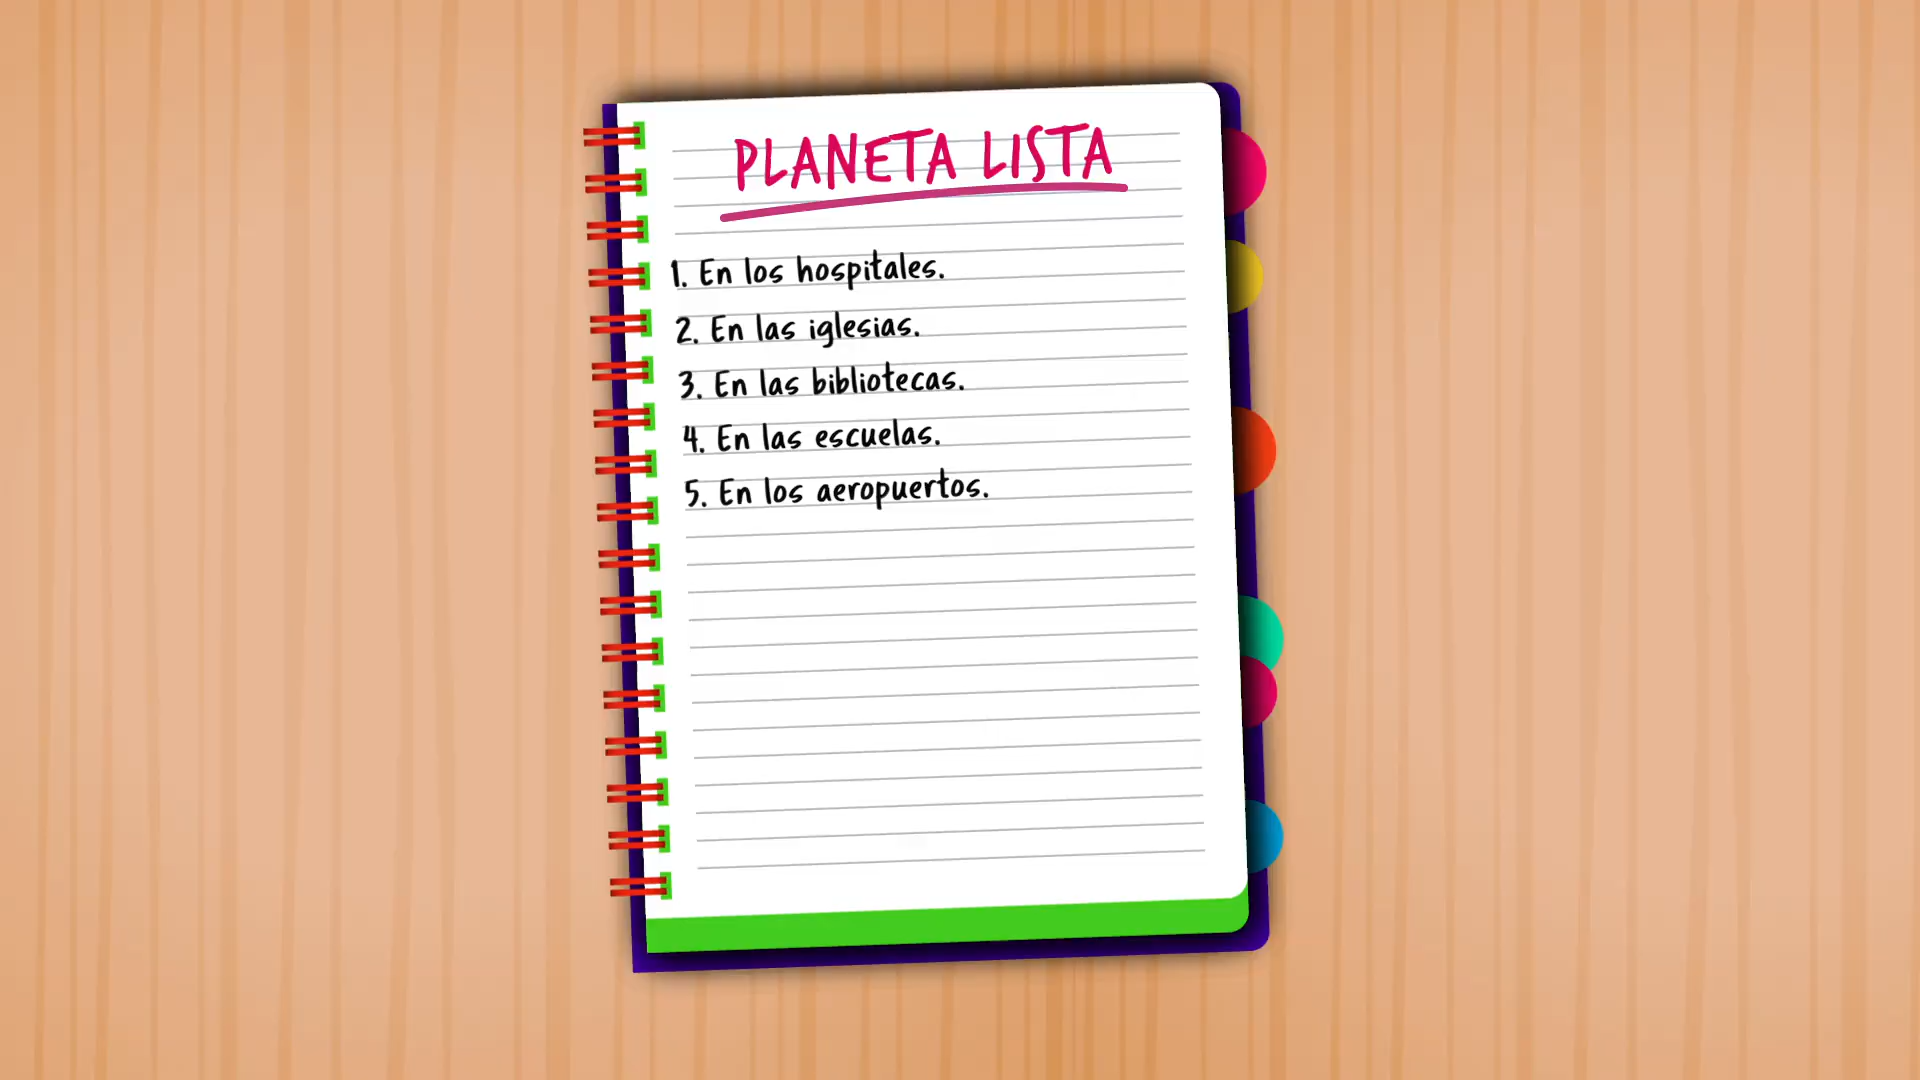 PLANETA LISTA
1. En los hospitales.
2. En las iglesias.
3. En las bibliotecas.
4. En las escuelas.
5. En los aeropuertos.